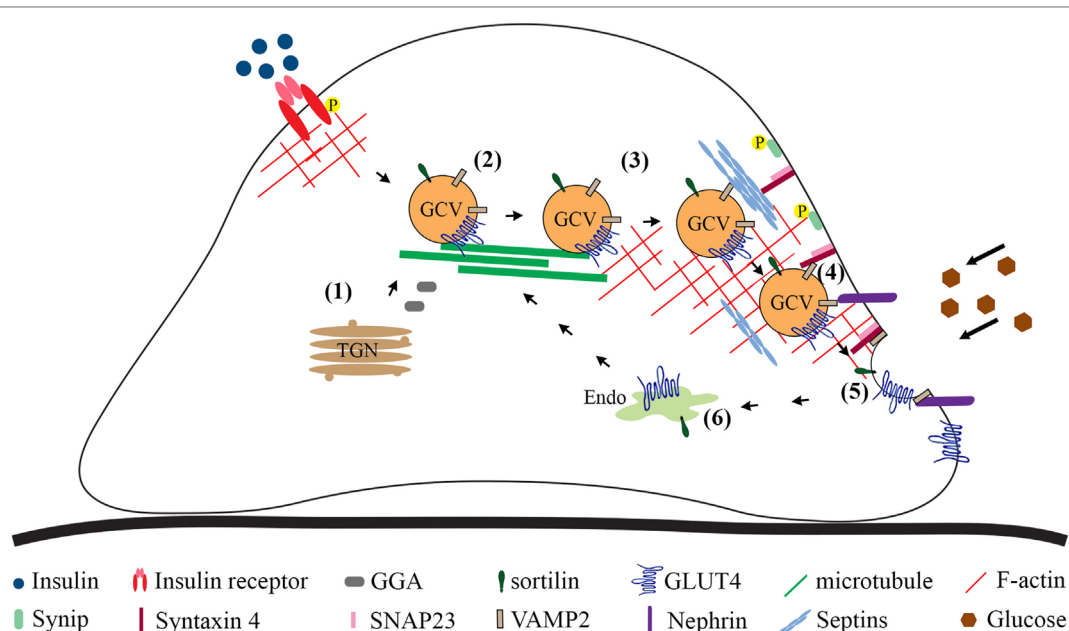 P
(2)
(3)
P
GCV
GCV
GCV
P
(4)
GCV
(1)
TGN
Endo
(5)
(6)
Insulin
Insulin receptor
GGA
sortilin
GLUT4
microtubule
F-actin
Synip
Syntaxin 4
SNAP23
VAMP2
Nephrin
Septins
Glucose